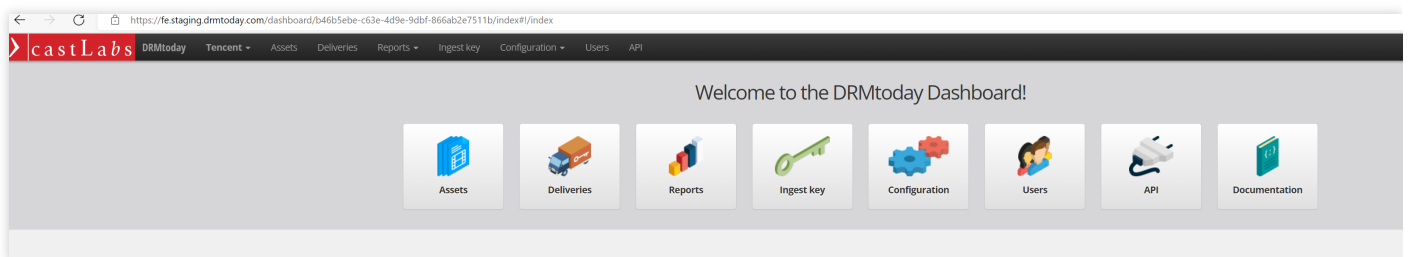 https://fe.staging.drmtoday.com/dashboard/b46b5ebe-c63e-4d9e-9dbf-866ab2e7511b/index#!/index
castLabs DRMtoday Tencent Assets Deliveries Reports Ingest key Configuration Users API
Welcome to the DRMtoday Dashboard!
Assets Deliveries Reports Ingest key Configuration Users API Documentation